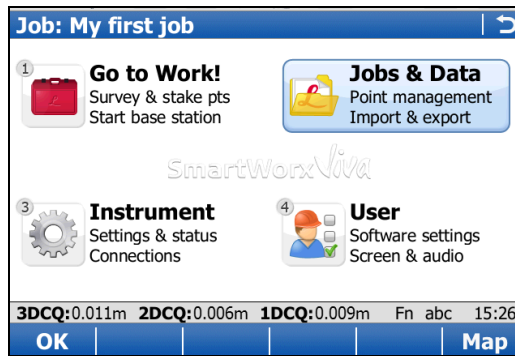 Job: My first job
1
Go to Work!
Survey & stake pts
Start base station
Jobs & Data
Point management
Import & export
SmartWorx Viva
3
Instrument
Settings & status
Connections
4
User
Software settings
Screen & audio
3DCQ:0.011m 2DCQ:0.006m 1DCQ:0.009m Fn abc 15:26
OK Map